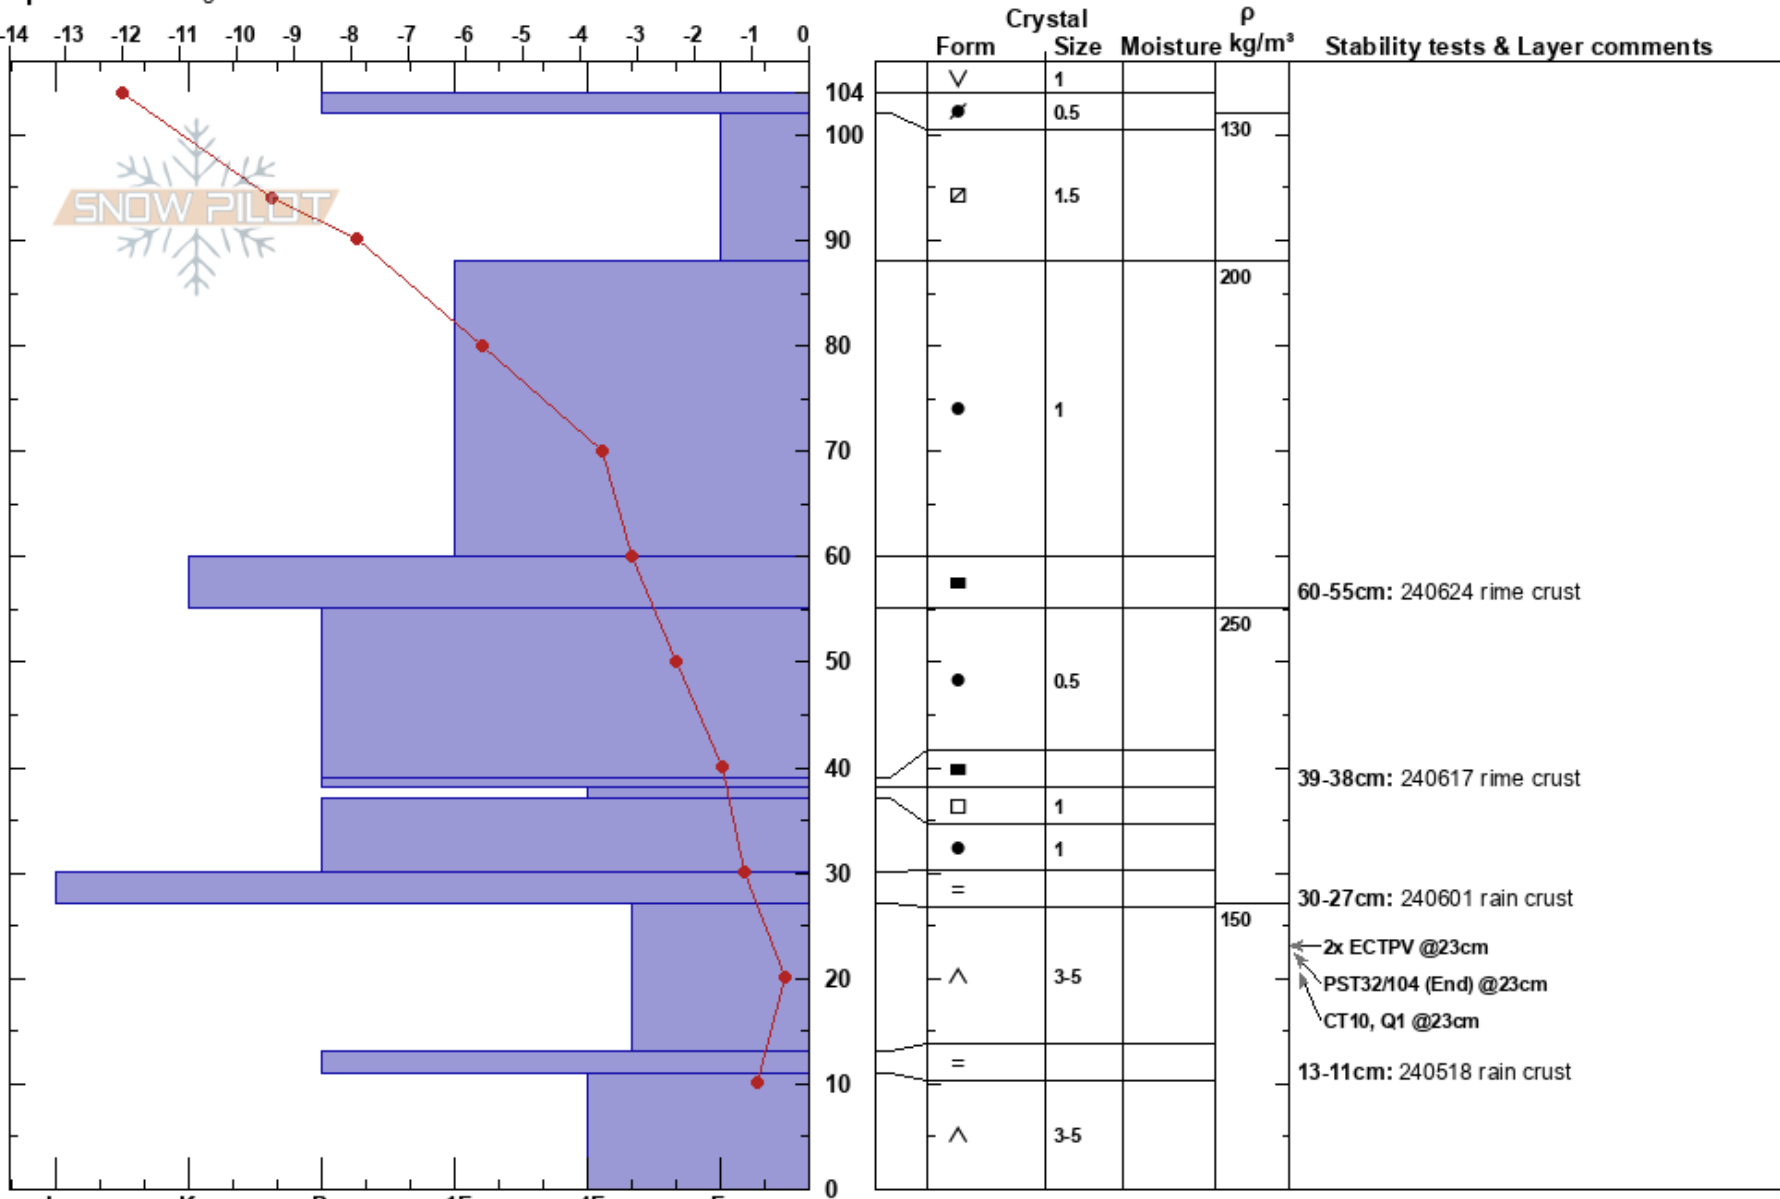 -14 -13 -12 -11 -10 -9 -8 -7 -6 -5 -4 -3 -2 -1 0
Crystal ρ
Form Size Moisture kg/m³ Stability tests & Layer comments
104 1
0.5
100 130
SNOW PILOT
1.5
90
200
80
1
70
60
60-55cm: 240624 rime crust
250
50
0.5
40
39-38cm: 240617 rime crust
1
1
30
= 30-27cm: 240601 rain crust
150
2x ECTPV @23cm
20 3-5
PST32/104 (End) @23cm
CT10, Q1 @23cm
= 13-11cm: 240518 rain crust
10
3-5
0